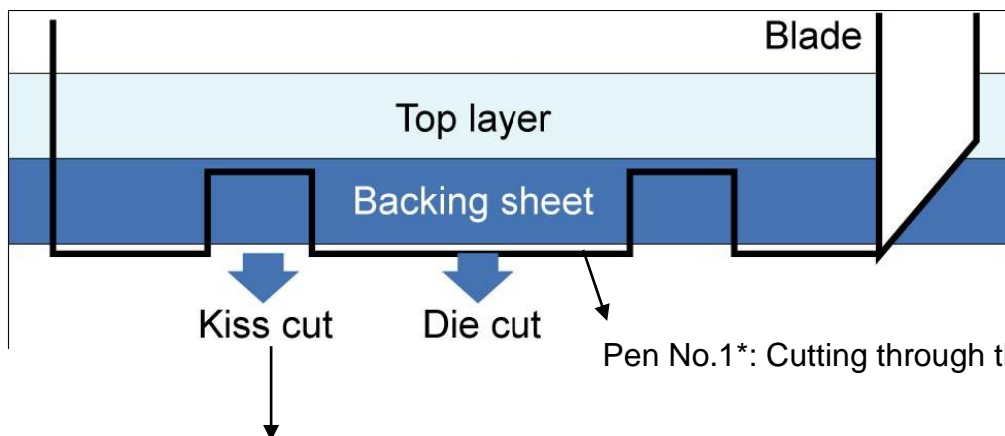 Blade
Top layer
Backing sheet
Kiss cut
Die cut
Pen No.1*: Cutting through